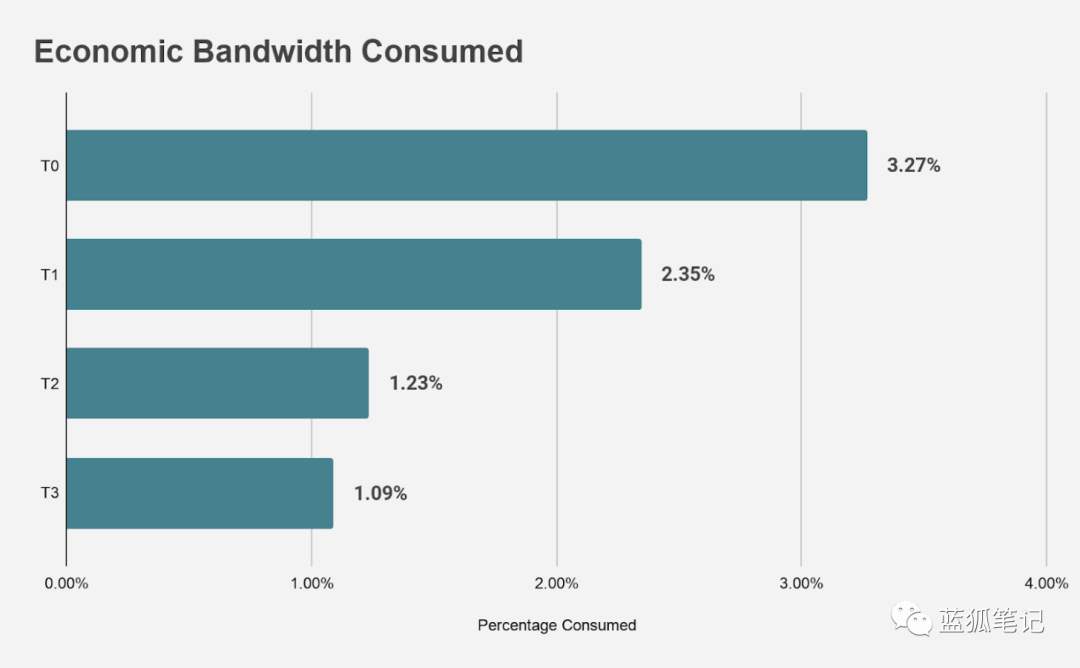 Economic Bandwidth Consumed
T0
3.27%
T1
2.35%
T2
1.23%
T3
1.09%
0.00% 1.00% 2.00% 3.00% 4.00%
Percentage Consumed
蓝狐笔记